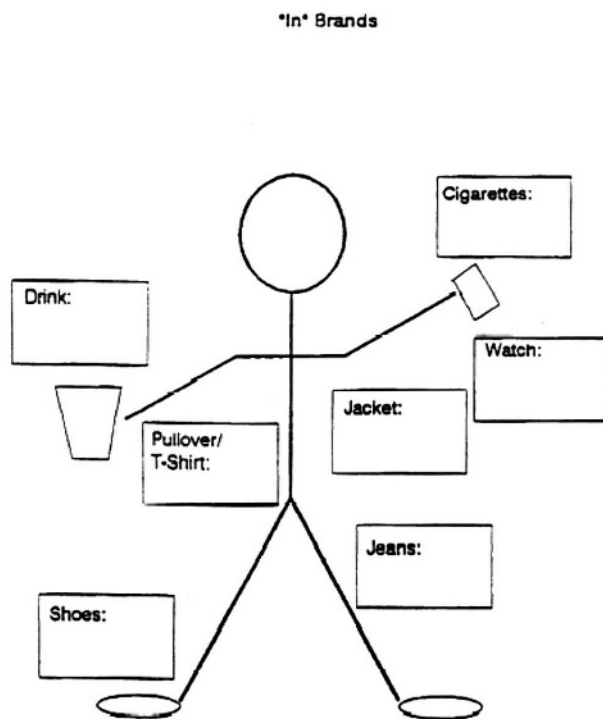 "In" Brands
Cigarettes:
Drink:
Watch:
Jacket:
Pullover/
T-Shirt:
Jeans:
Shoes: